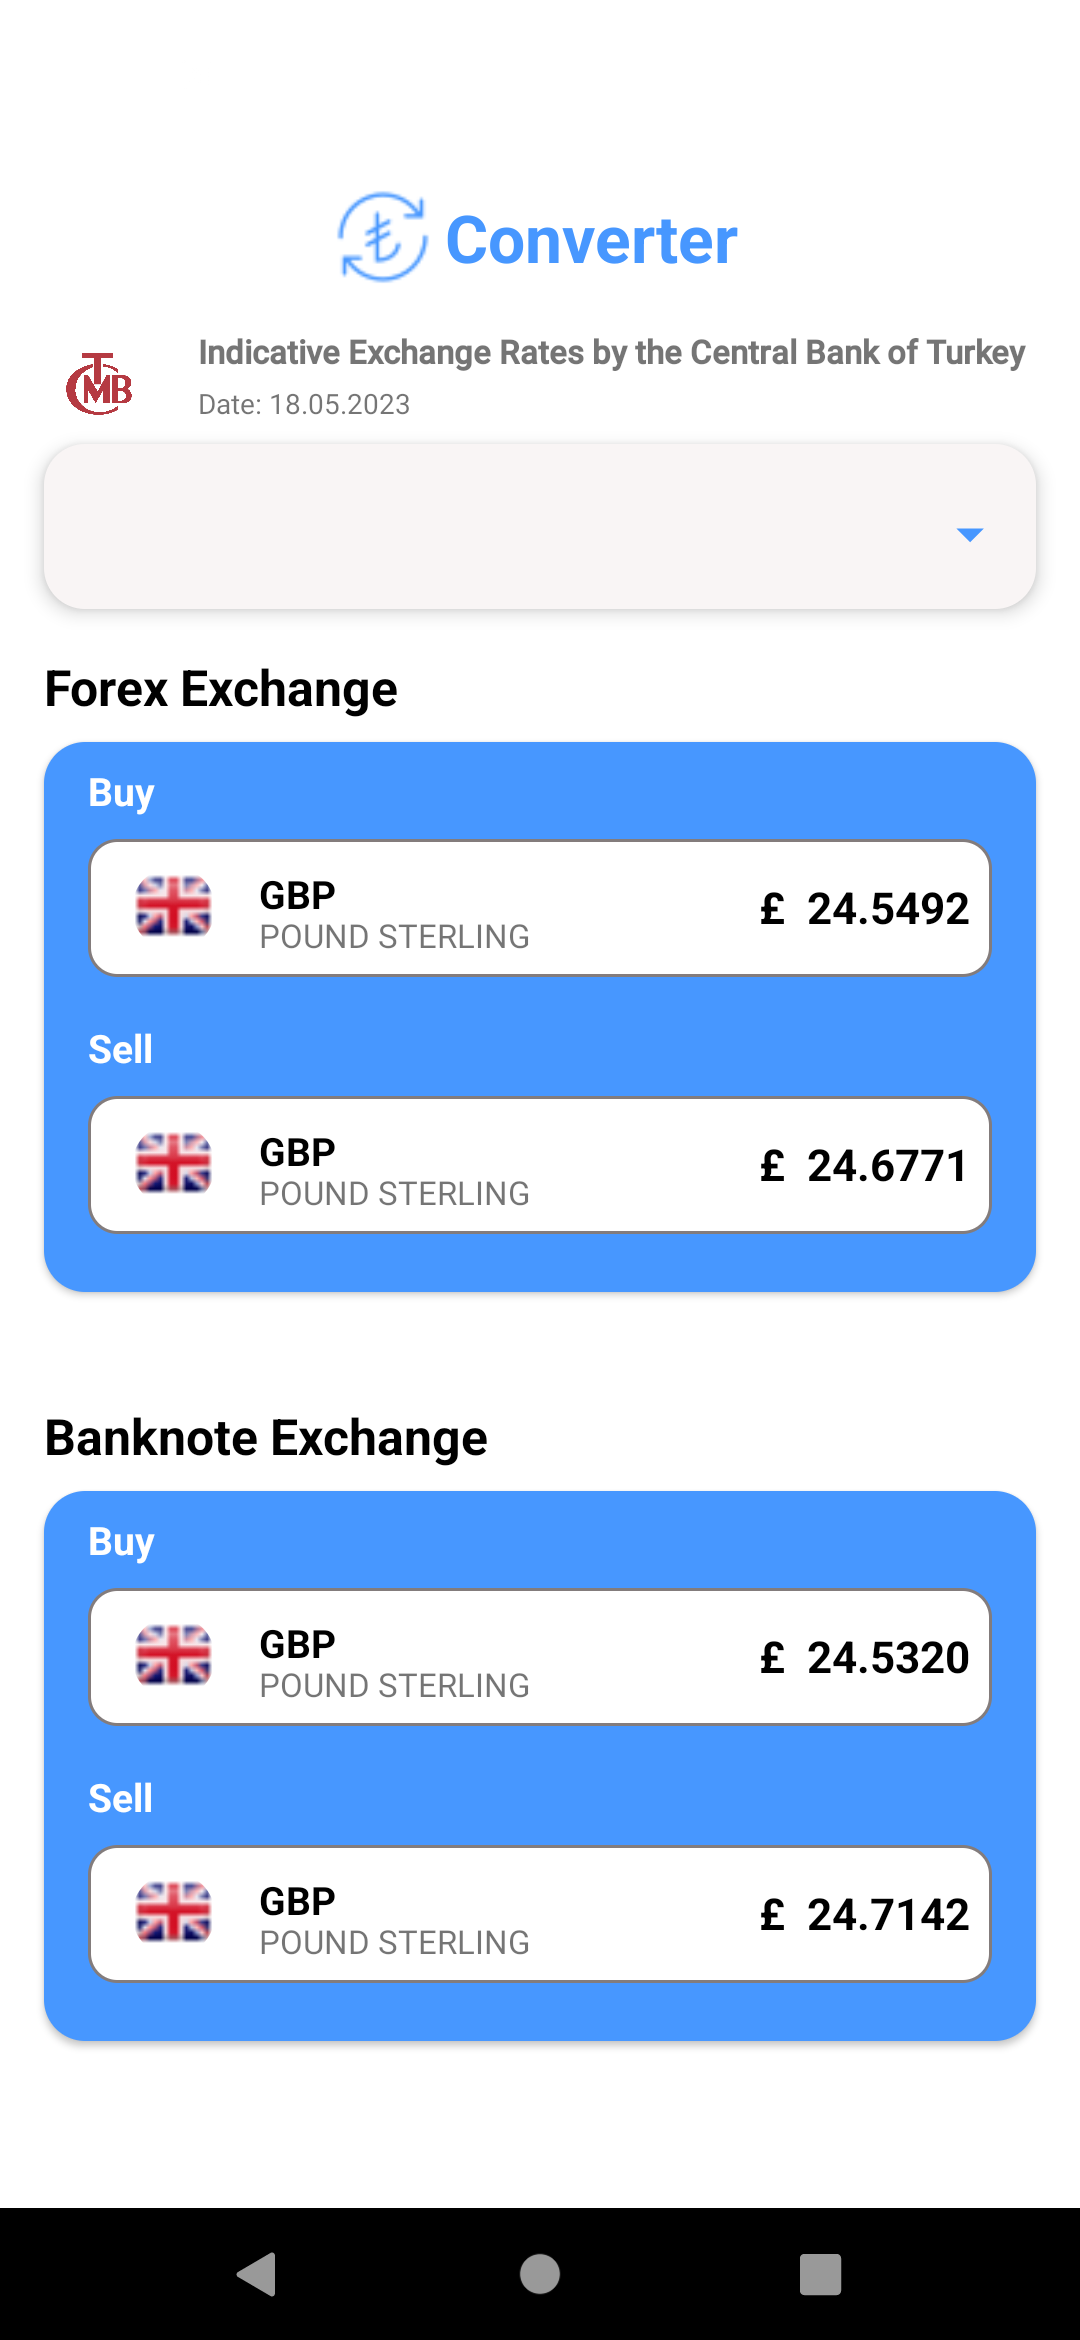 Converter
TCMB
Indicative Exchange Rates by the Central Bank of Turkey
Date: 18.05.2023
Forex Exchange
Buy
GBP
POUND STERLING
£ 24.5492
Sell
GBP
POUND STERLING
£ 24.6771
Banknote Exchange
Buy
GBP
POUND STERLING
£ 24.5320
Sell
GBP
POUND STERLING
£ 24.7142